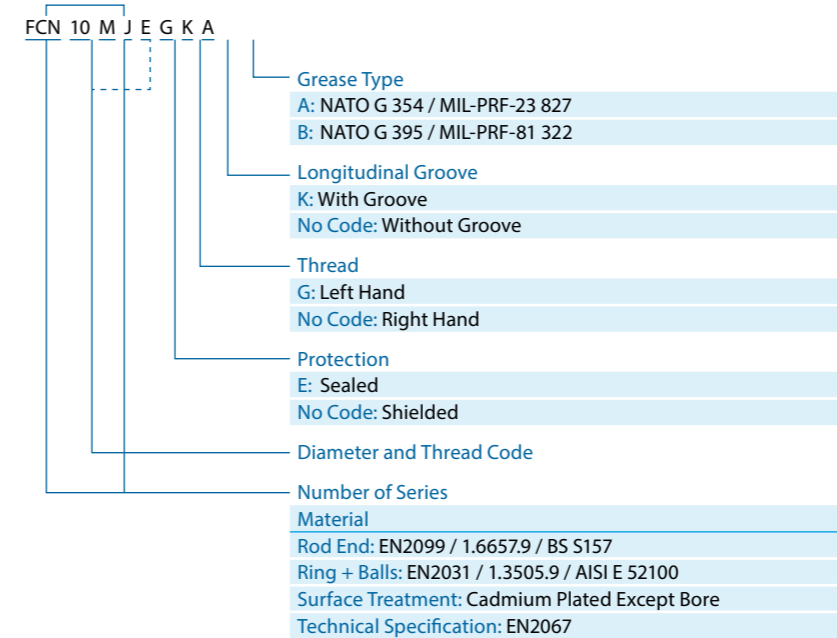 FCN 10 M J E G K A
Grease Type
A: NATO G 354 / MIL-PRF-23 827
B: NATO G 395 / MIL-PRF-81 322
Longitudinal Groove
K: With Groove
No Code: Without Groove
Thread
G: Left Hand
No Code: Right Hand
Protection
E: Sealed
No Code: Shielded
Diameter and Thread Code
Number of Series
Material
Rod End: EN2099 / 1.6657.9 / BS S157
Ring + Balls: EN2031 / 1.3505.9 / AISI E 52100
Surface Treatment: Cadmium Plated Except Bore
Technical Specification: EN2067